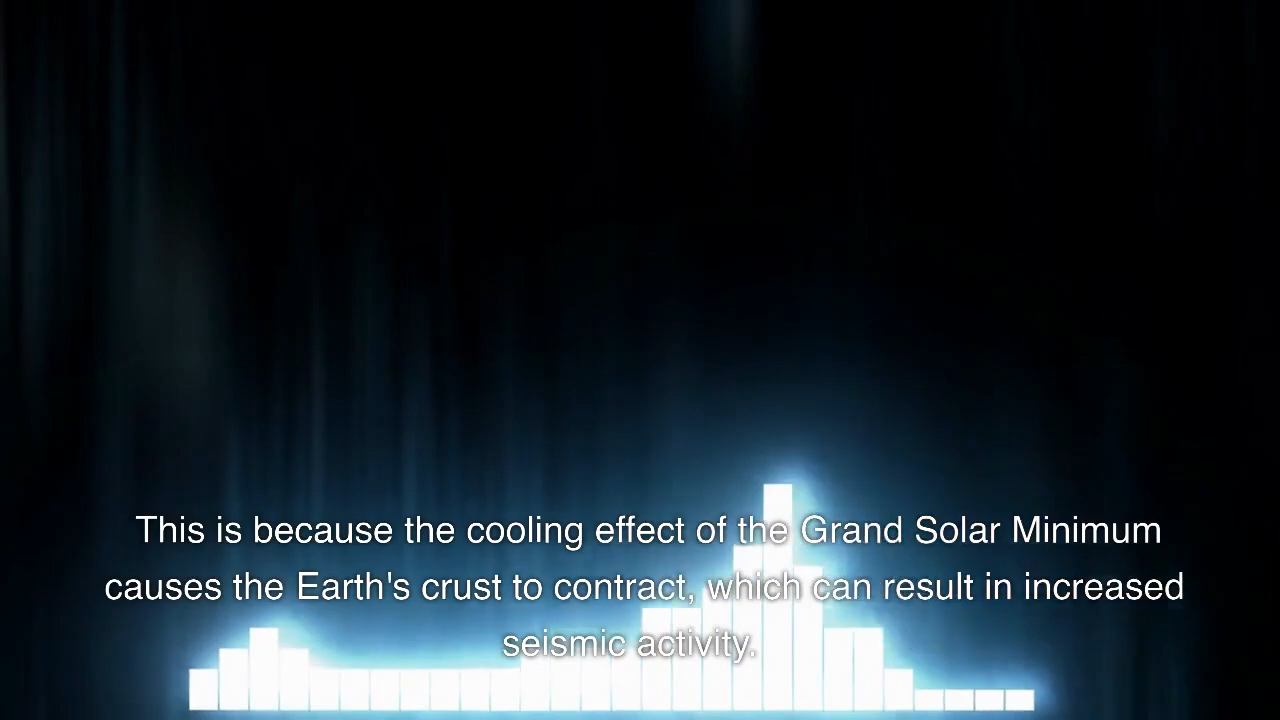 This is because the cooling effect of the Grand Solar Minimum
causes the Earth's crust to contract, which can result in increased
seismic activity.